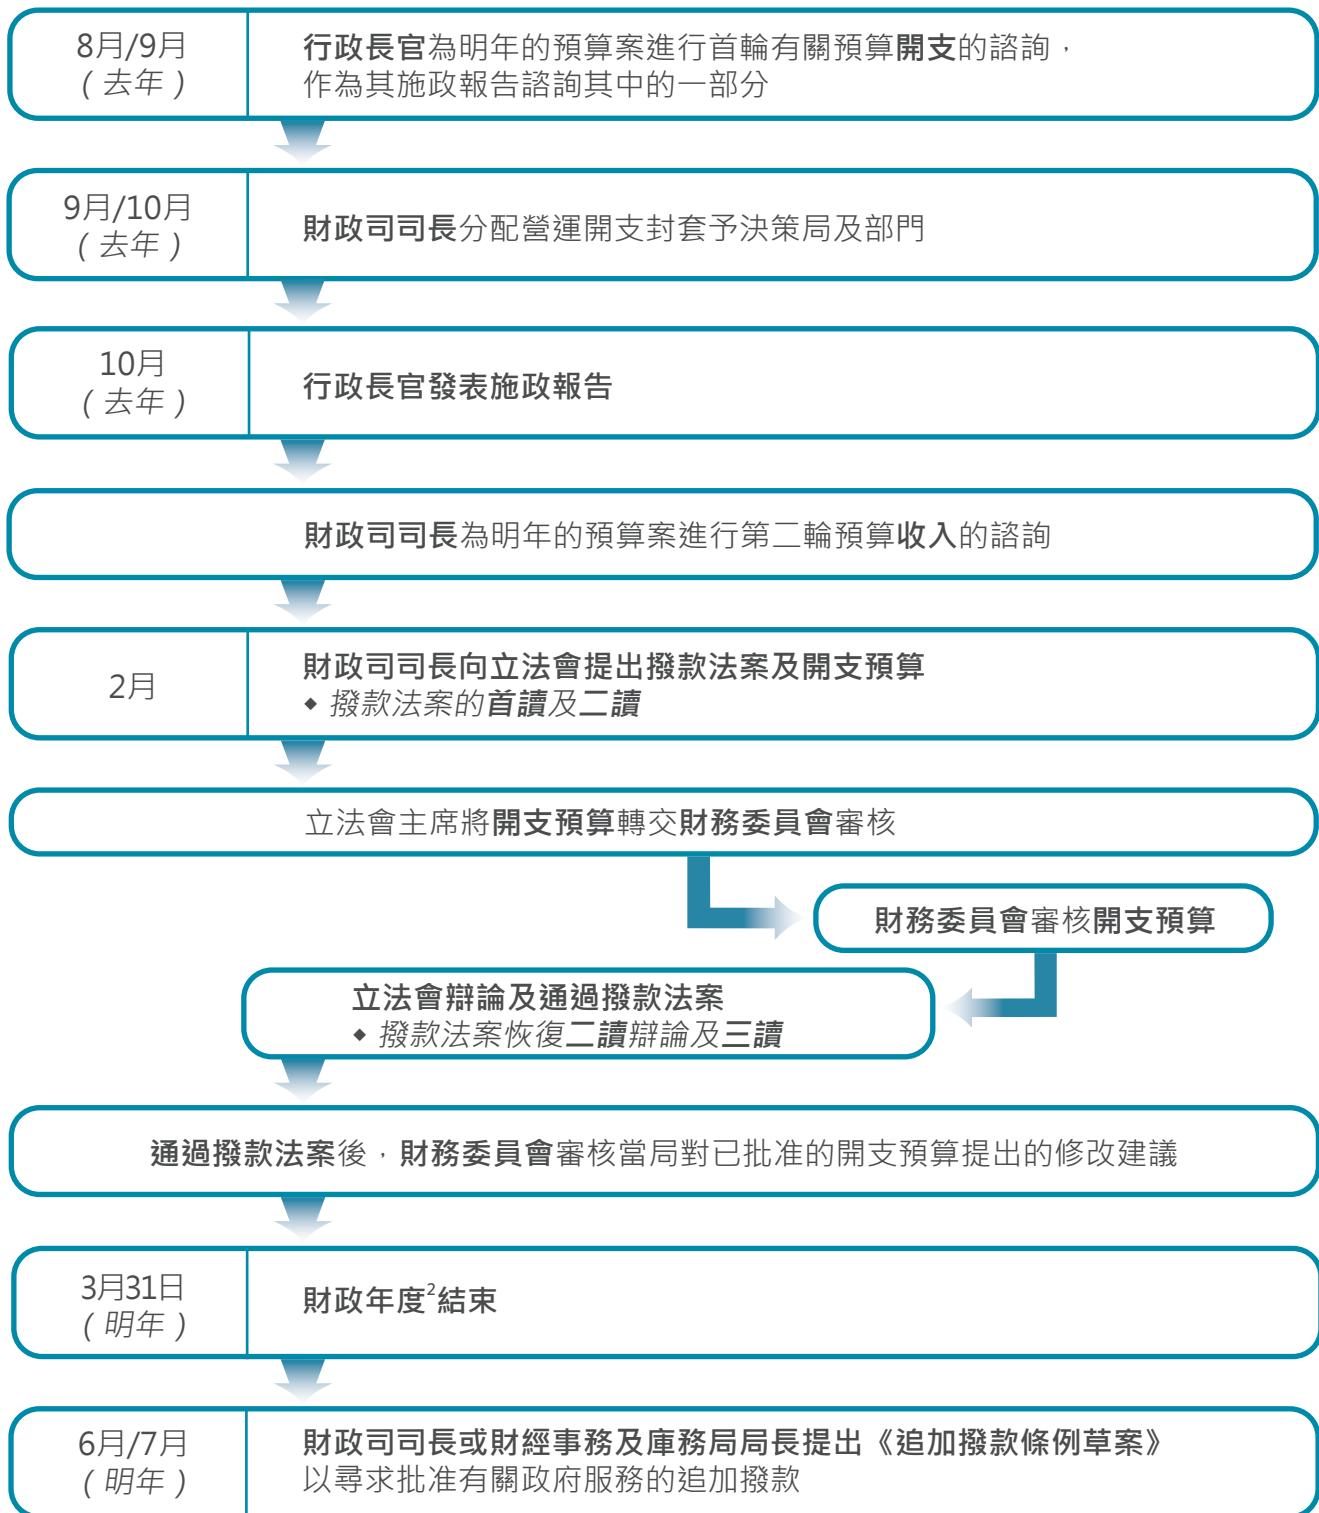 8月/9月
（去年）
行政長官為明年的預算案進行首輪有關預算開支的諮詢，
作為其施政報告諮詢其中的一部分
9月/10月
（去年）
財政司司長分配營運開支封套予決策局及部門
10月
（去年）
行政長官發表施政報告
財政司司長為明年的預算案進行第二輪預算收入的諮詢
2月
財政司司長向立法會提出撥款法案及開支預算
◆ 撥款法案的首讀及二讀
立法會主席將開支預算轉交財務委員會審核
財務委員會審核開支預算
立法會辯論及通過撥款法案
◆ 撥款法案恢復二讀辯論及三讀
通過撥款法案後，財務委員會審核當局對已批准的開支預算提出的修改建議
3月31日
（明年）
財政年度²結束
6月/7月
（明年）
財政司司長或財經事務及庫務局局長提出《追加撥款條例草案》
以尋求批准有關政府服務的追加撥款